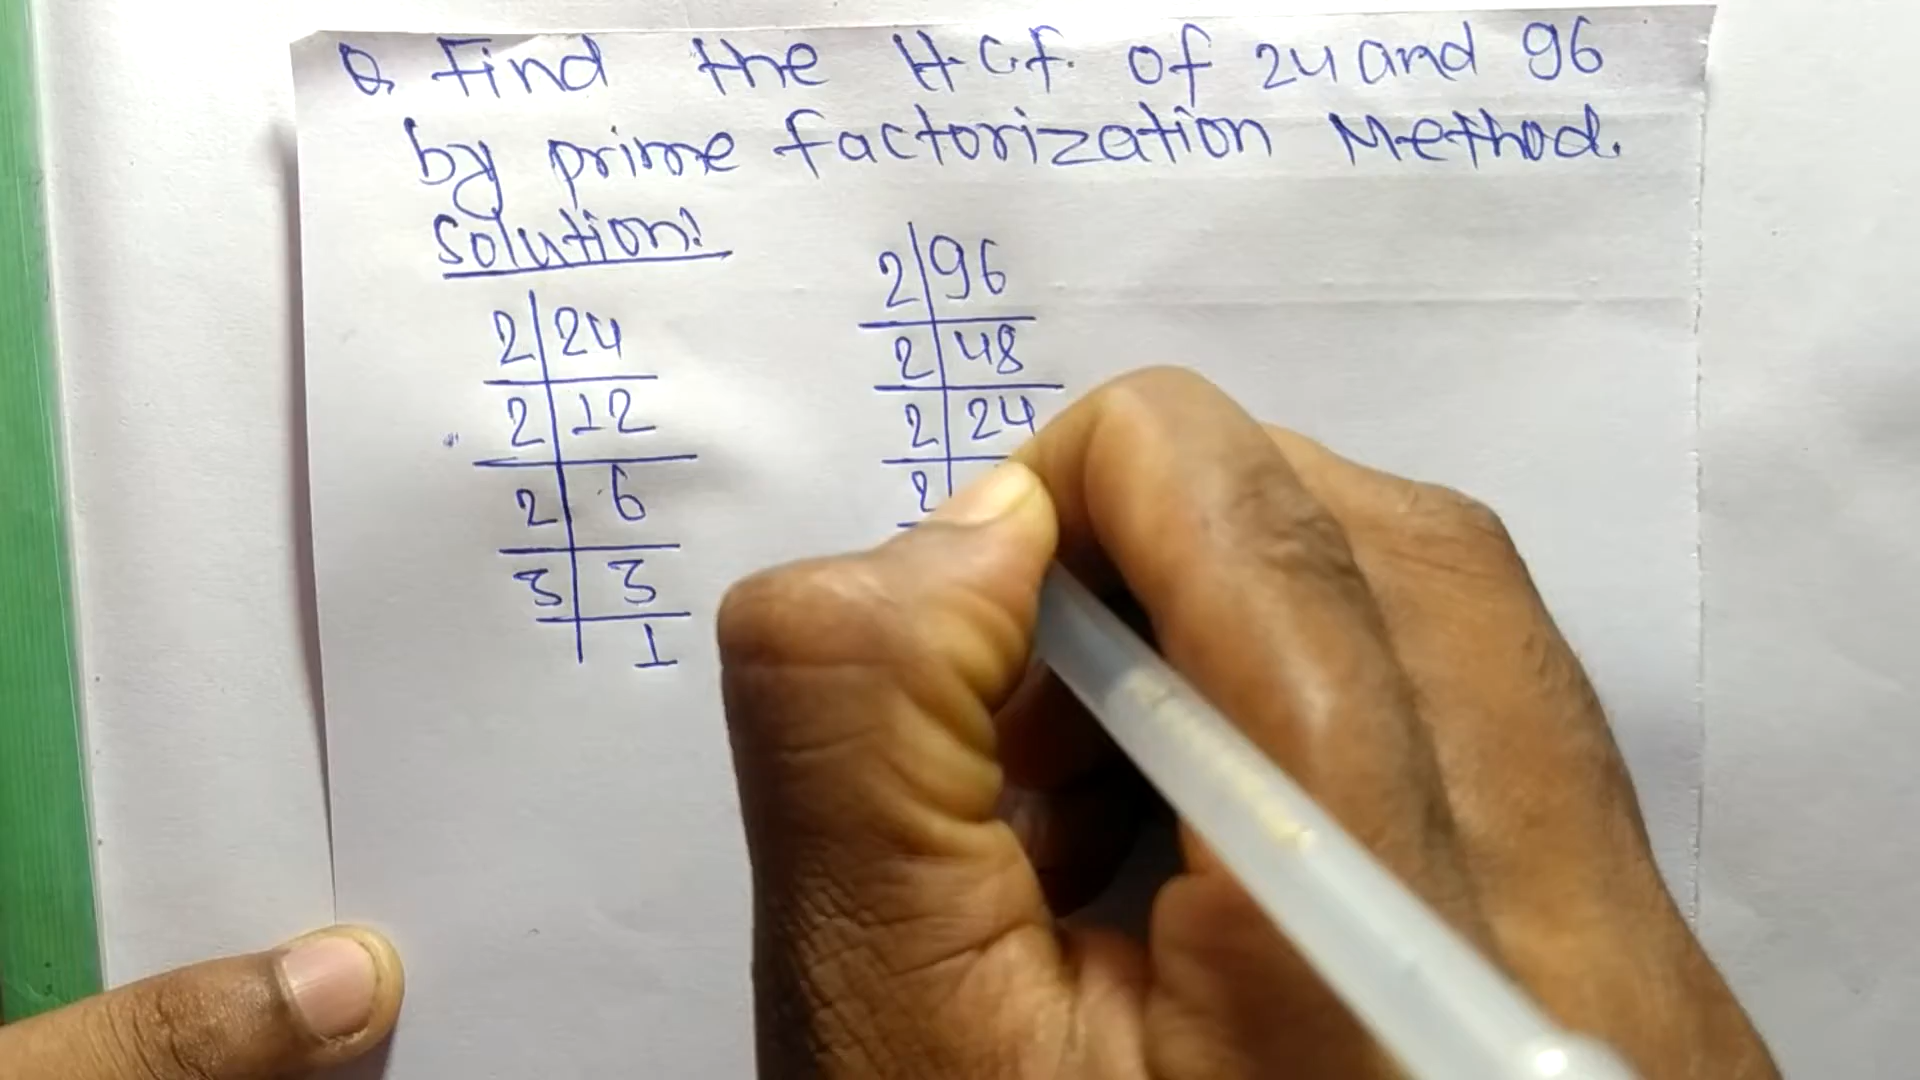 Q. Find the H.C.F. of 24 and 96
by prime factorization Method.
Solution:
2 | 24
2 | 12
2 | 6
3 | 3
1
2 | 96
2 | 48
2 | 24
2